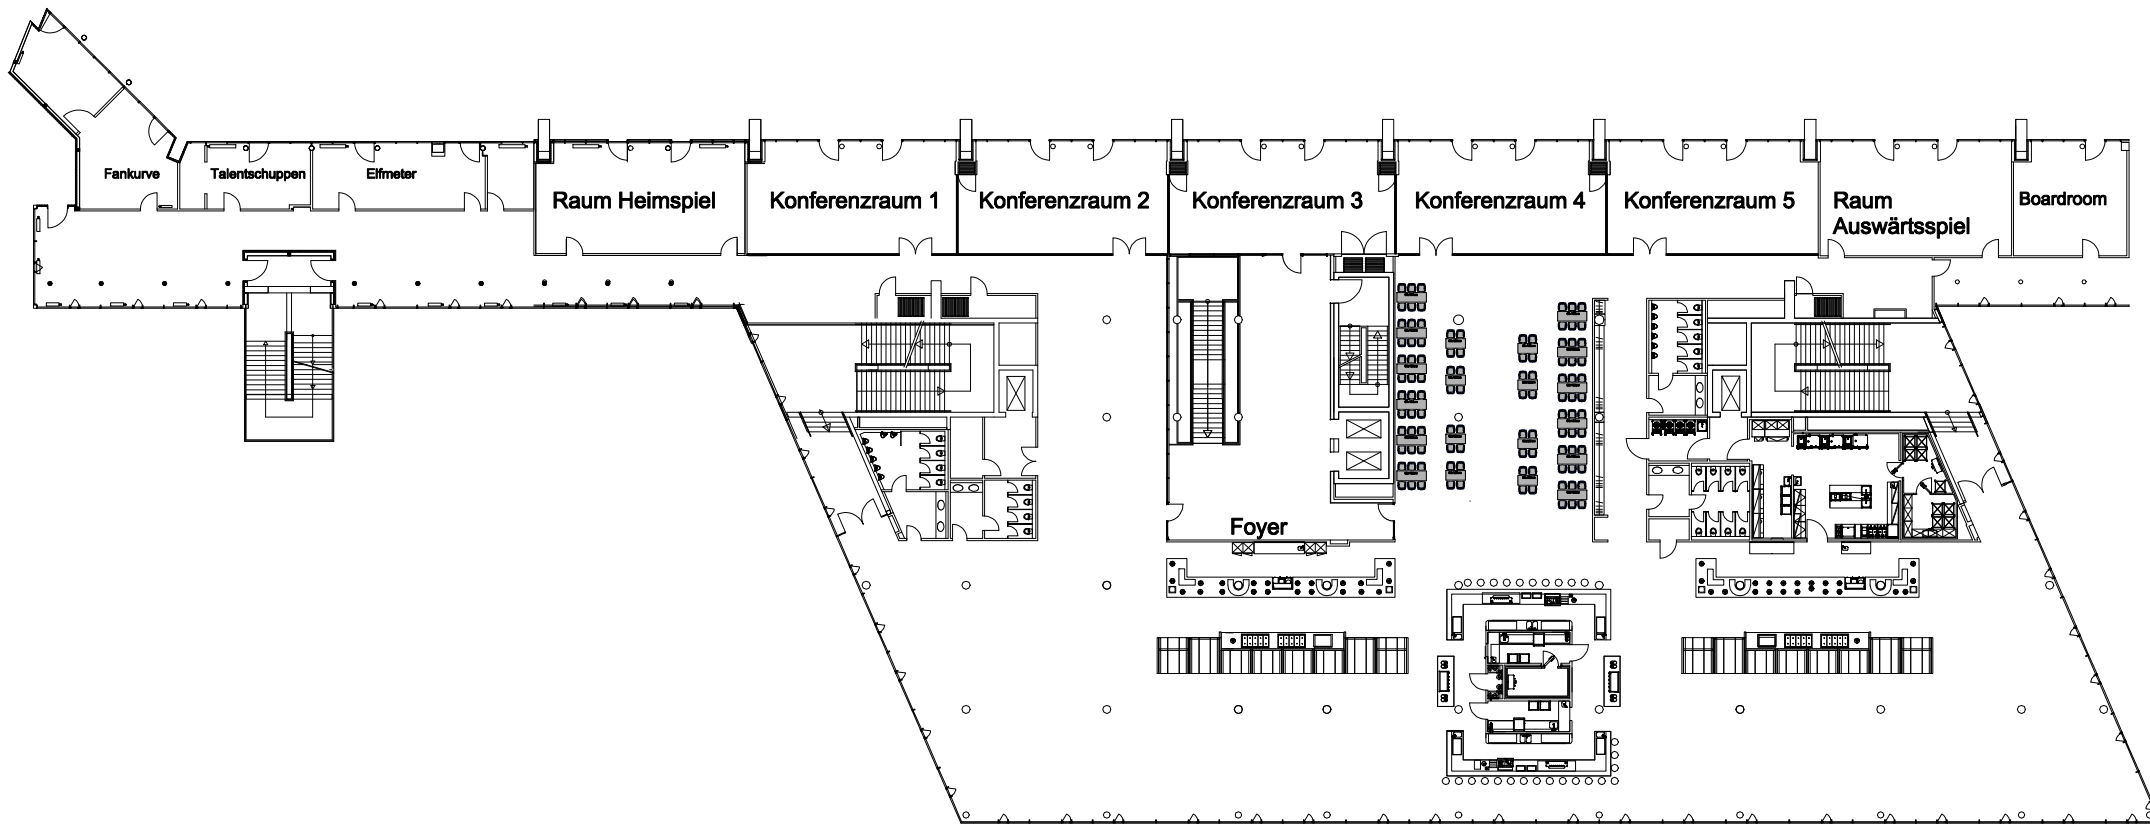 Fankurve
Talentschuppen
Elfmeter
Raum Heimspiel
Konferenzraum 1
Konferenzraum 2
Konferenzraum 3
Konferenzraum 4
Konferenzraum 5
Raum
Auswärtsspiel
Boardroom
Foyer